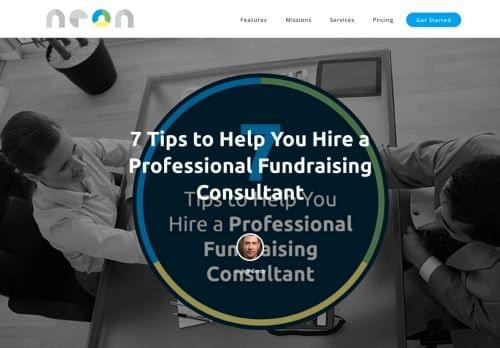 neon
Features
Missions
Services
Pricing
Get Started
7 Tips to Help You Hire a
Professional Fundraising
Consultant
7
Tips to Help You
Hire a Professional
Fundraising
Consultant